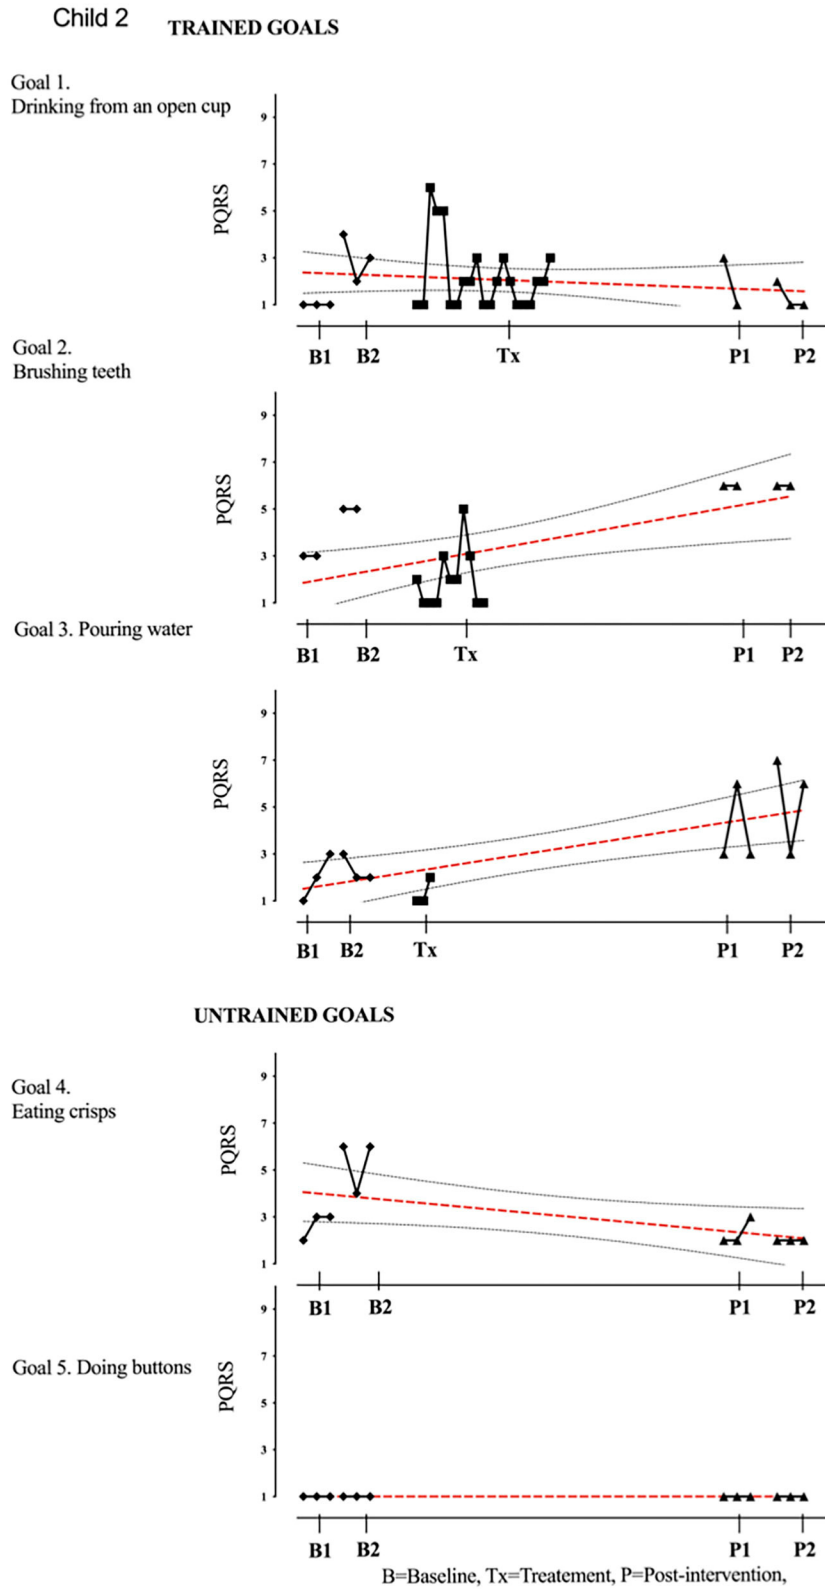 Child 2 TRAINED GOALS
Goal 1.
Drinking from an open cup
9
7
PQRS
5
3
1
B1 B2 Tx P1 P2
Goal 2.
Brushing teeth
9
7
PQRS
5
3
1
B1 B2 Tx P1 P2
Goal 3. Pouring water
9
7
PQRS
5
3
1
B1 B2 Tx P1 P2
UNTRAINED GOALS
Goal 4.
Eating crisps
9
7
PQRS
5
3
1
B1 B2 P1 P2
Goal 5. Doing buttons
9
7
PQRS
5
3
1
B1 B2 P1 P2
B=Baseline, Tx=Treatement, P=Post-intervention,